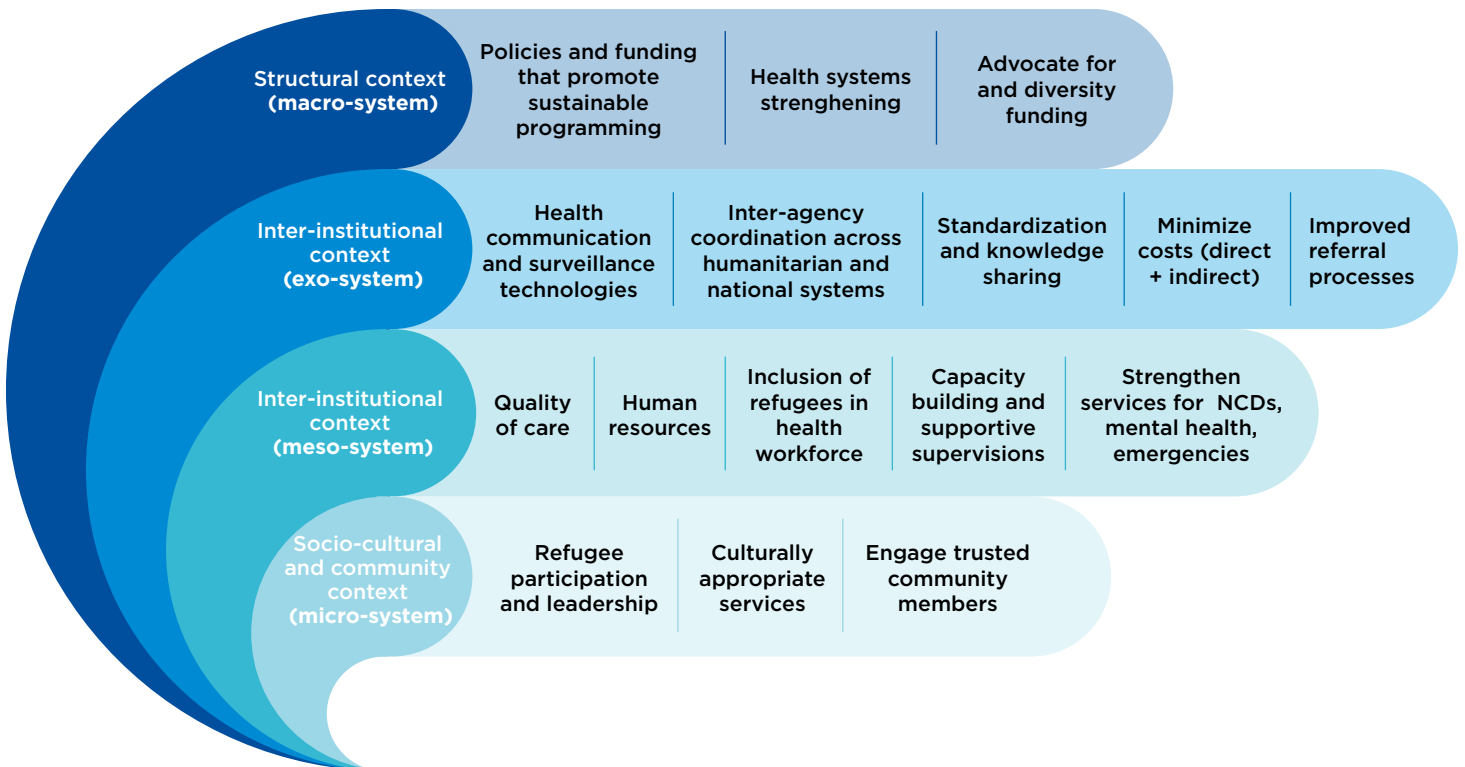 Structural context
(macro-system)
Policies and funding
that promote
sustainable
programming
Health systems
strenghening
Advocate for
and diversity
funding
Inter-institutional
context
(exo-system)
Health
communication
and surveillance
technologies
Inter-agency
coordination across
humanitarian and
national systems
Standardization
and knowledge
sharing
Minimize
costs (direct
+ indirect)
Improved
referral
processes
Inter-institutional
context
(meso-system)
Quality
of care
Human
resources
Inclusion of
refugees in
health
workforce
Capacity
building and
supportive
supervisions
Strengthen
services for NCDs,
mental health,
emergencies
Socio-cultural
and community
context
(micro-system)
Refugee
participation
and leadership
Culturally
appropriate
services
Engage trusted
community
members